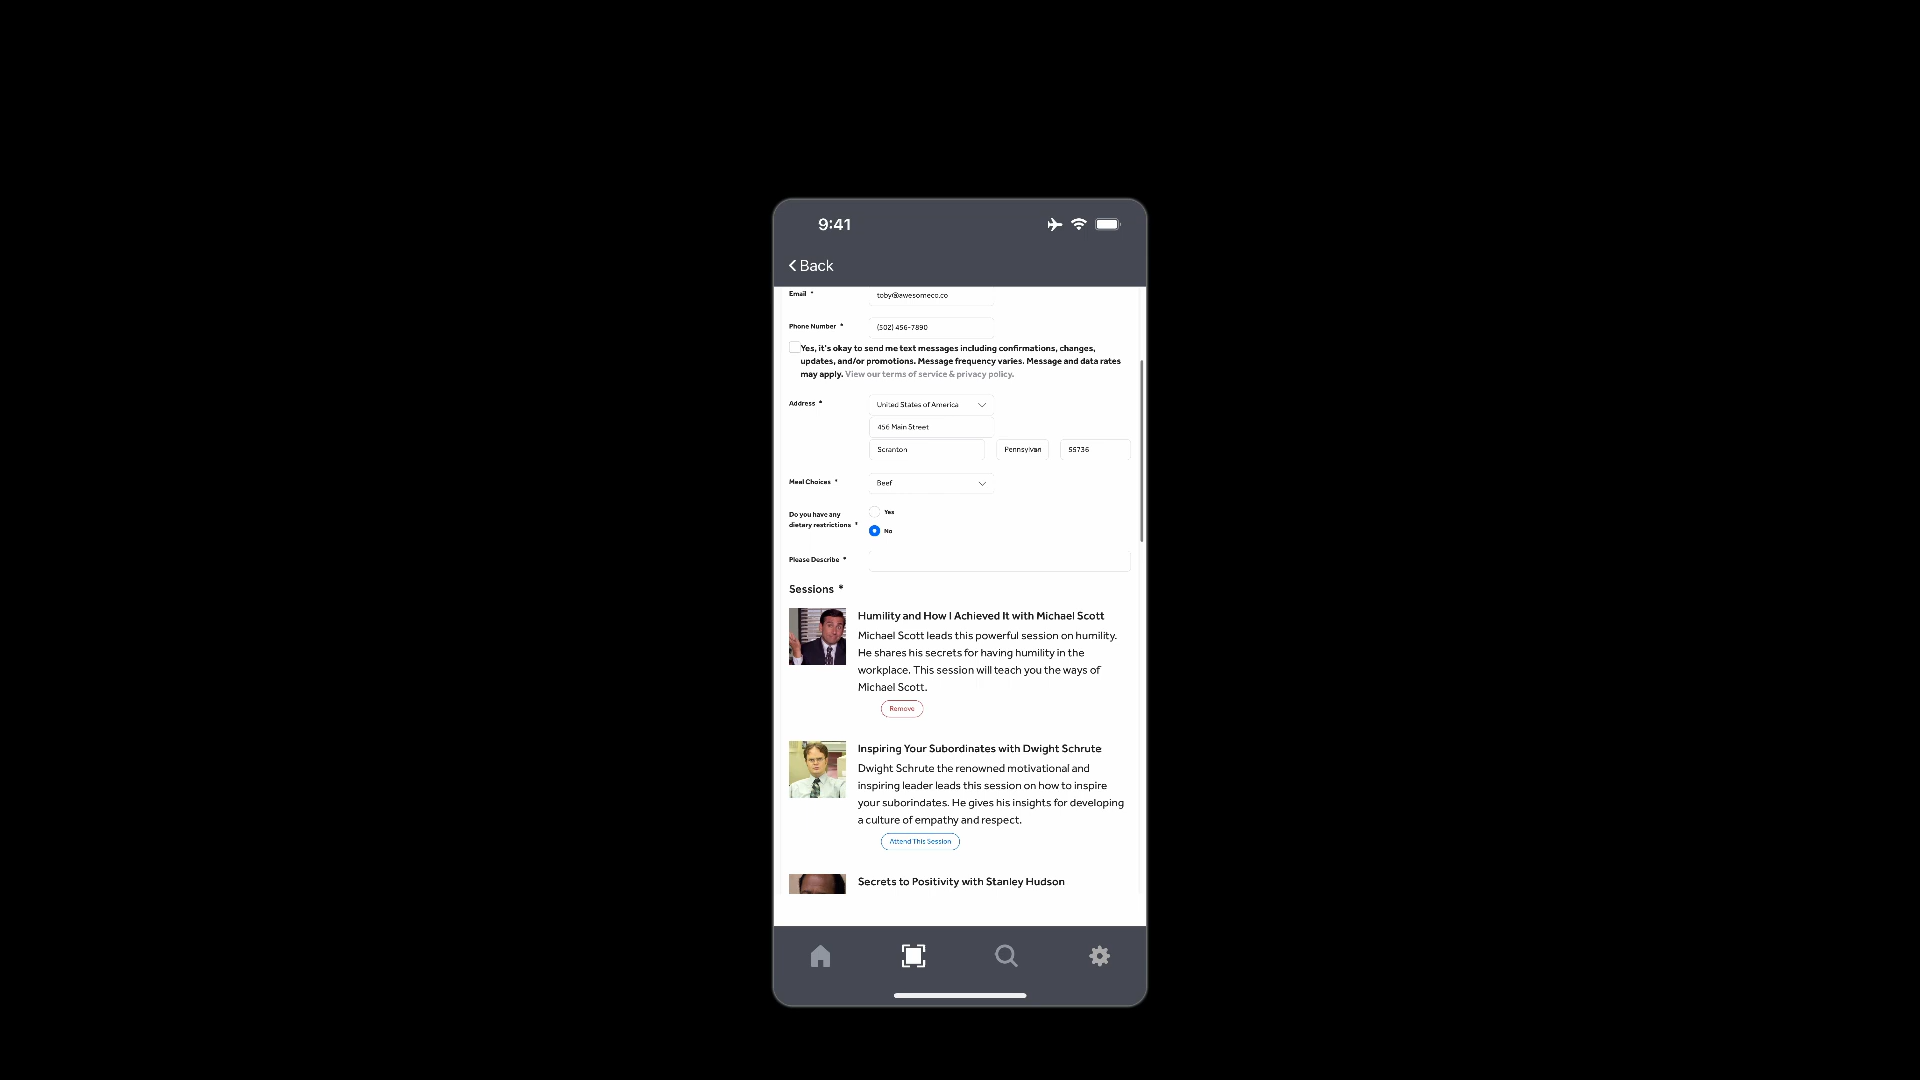 9:41
Back
Email *
toby@awesomeco.co
Phone Number *
(502) 456-7890
Yes, it's okay to send me text messages including confirmations, changes,
updates, and/or promotions. Message frequency varies. Message and data rates
may apply. View our terms of service & privacy policy.
Address *
United States of America
456 Main Street
Scranton
Pennsylvan
55736
Meal Choices *
Beef
Do you have any
dietary restrictions *
Yes
No
Please Describe *
Sessions *
Humility and How I Achieved It with Michael Scott
Michael Scott leads this powerful session on humility.
He shares his secrets for having humility in the
workplace. This session will teach you the ways of
Michael Scott.
Remove
Inspiring Your Subordinates with Dwight Schrute
Dwight Schrute the renowned motivational and
inspiring leader leads this session on how to inspire
your suborindates. He gives his insights for developing
a culture of empathy and respect.
Attend This Session
Secrets to Positivity with Stanley Hudson